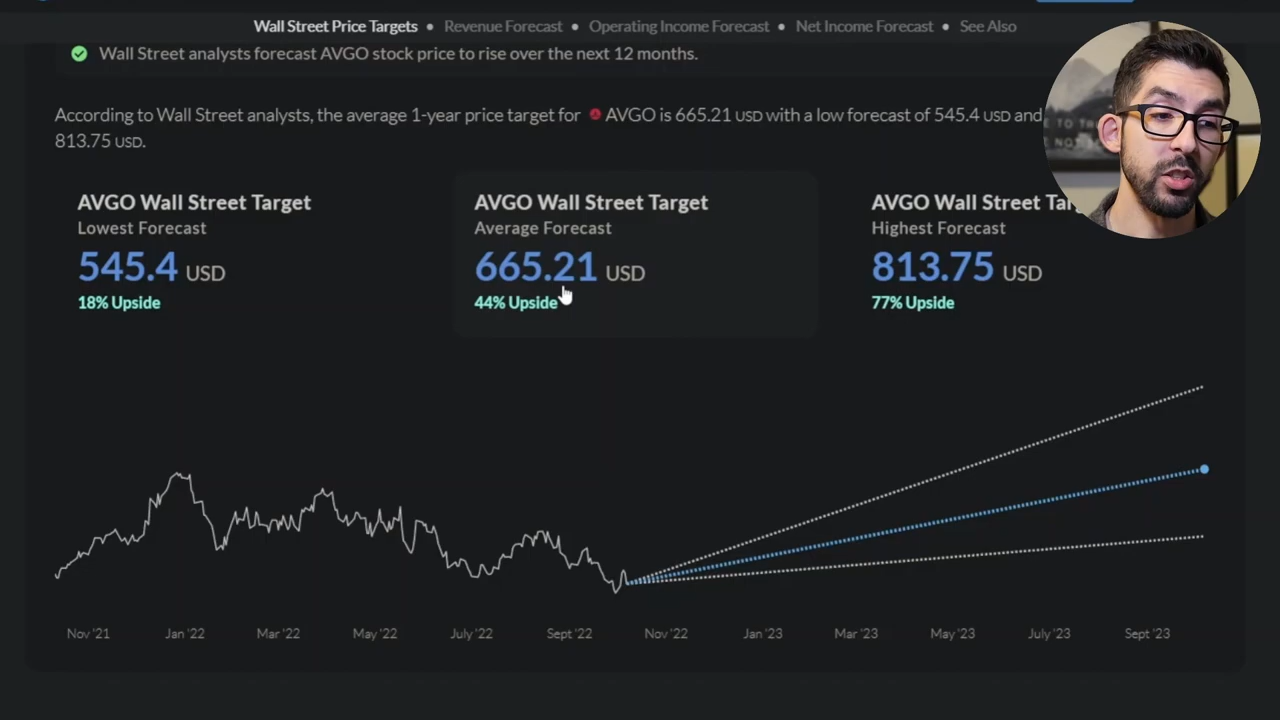 Wall Street Price Targets • Revenue Forecast • Operating Income Forecast • Net Income Forecast • See Also
Wall Street analysts forecast AVGO stock price to rise over the next 12 months.
According to Wall Street analysts, the average 1-year price target for AVGO is 665.21 USD with a low forecast of 545.4 USD and
813.75 USD.
AVGO Wall Street Target
Lowest Forecast
545.4 USD
18% Upside
AVGO Wall Street Target
Average Forecast
665.21 USD
44% Upside
AVGO Wall Street
Highest Forecast
813.75 USD
77% Upside
Nov '21 Jan '22 Mar '22 May '22 July '22 Sept '22 Nov '22 Jan '23 Mar '23 May '23 July '23 Sept '23